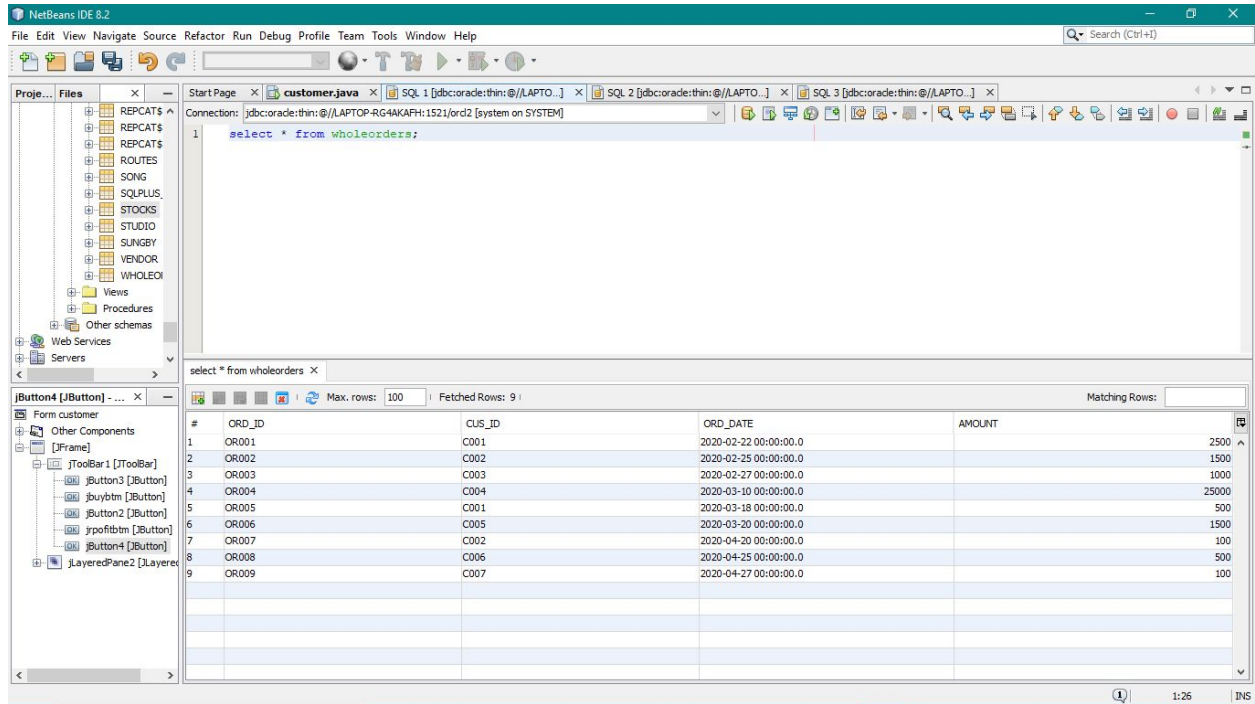 NetBeans IDE 8.2
File Edit View Navigate Source Refactor Run Debug Profile Team Tools Window Help
Search (Ctrl+I)
Proje... Files
Start Page customer.java SQL 1 [jdbc:oracle:thin:@//LAPTO...] SQL 2 [jdbc:oracle:thin:@//LAPTO...] SQL 3 [jdbc:oracle:thin:@//LAPTO...]
Connection: jdbc:oracle:thin:@//LAPTOP-RG4AKAFH:1521/orcl2 [system on SYSTEM]
REPCAT$
REPCAT$
REPCAT$
ROUTES
SONG
SQLPLUS_
STOCKS
STUDIO
SUNGBY
VENDOR
WHOLEOI
Views
Procedures
Other schemas
Web Services
Servers
1 select * from wholeorders;
select * from wholeorders
Max. rows: 100 Fetched Rows: 9
Matching Rows:
# ORD_ID CUS_ID ORD_DATE AMOUNT
1 OR001 C001 2020-02-22 00:00:00.0 2500
2 OR002 C002 2020-02-25 00:00:00.0 1500
3 OR003 C003 2020-02-27 00:00:00.0 1000
4 OR004 C004 2020-03-10 00:00:00.0 25000
5 OR005 C001 2020-03-18 00:00:00.0 500
6 OR006 C005 2020-03-20 00:00:00.0 1500
7 OR007 C002 2020-04-20 00:00:00.0 100
8 OR008 C006 2020-04-25 00:00:00.0 500
9 OR009 C007 2020-04-27 00:00:00.0 100
jButton4 [JButton] - ...
Form customer
Other Components
[JFrame]
jToolBar1 [JToolBar]
OK jButton3 [JButton]
OK jbuybtm [JButton]
OK jButton2 [JButton]
OK jrpofitbtm [JButton]
OK jButton4 [JButton]
jLayeredPane2 [JLayered
1 1:26 INS